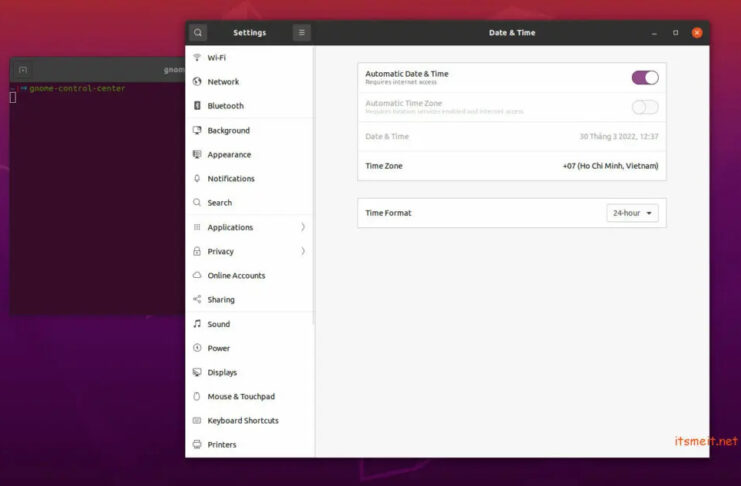 gnome
gnome-control-center
Settings
Date & Time
Wi-Fi
Network
Bluetooth
Background
Appearance
Notifications
Search
Applications
Privacy
Online Accounts
Sharing
Sound
Power
Displays
Mouse & Touchpad
Keyboard Shortcuts
Printers
Automatic Date & Time
Requires internet access
Automatic Time Zone
Requires location services enabled and internet access
Date & Time 30 Tháng 3 2022, 12:37
Time Zone +07 (Ho Chi Minh, Vietnam)
Time Format 24-hour
itsmeit.net